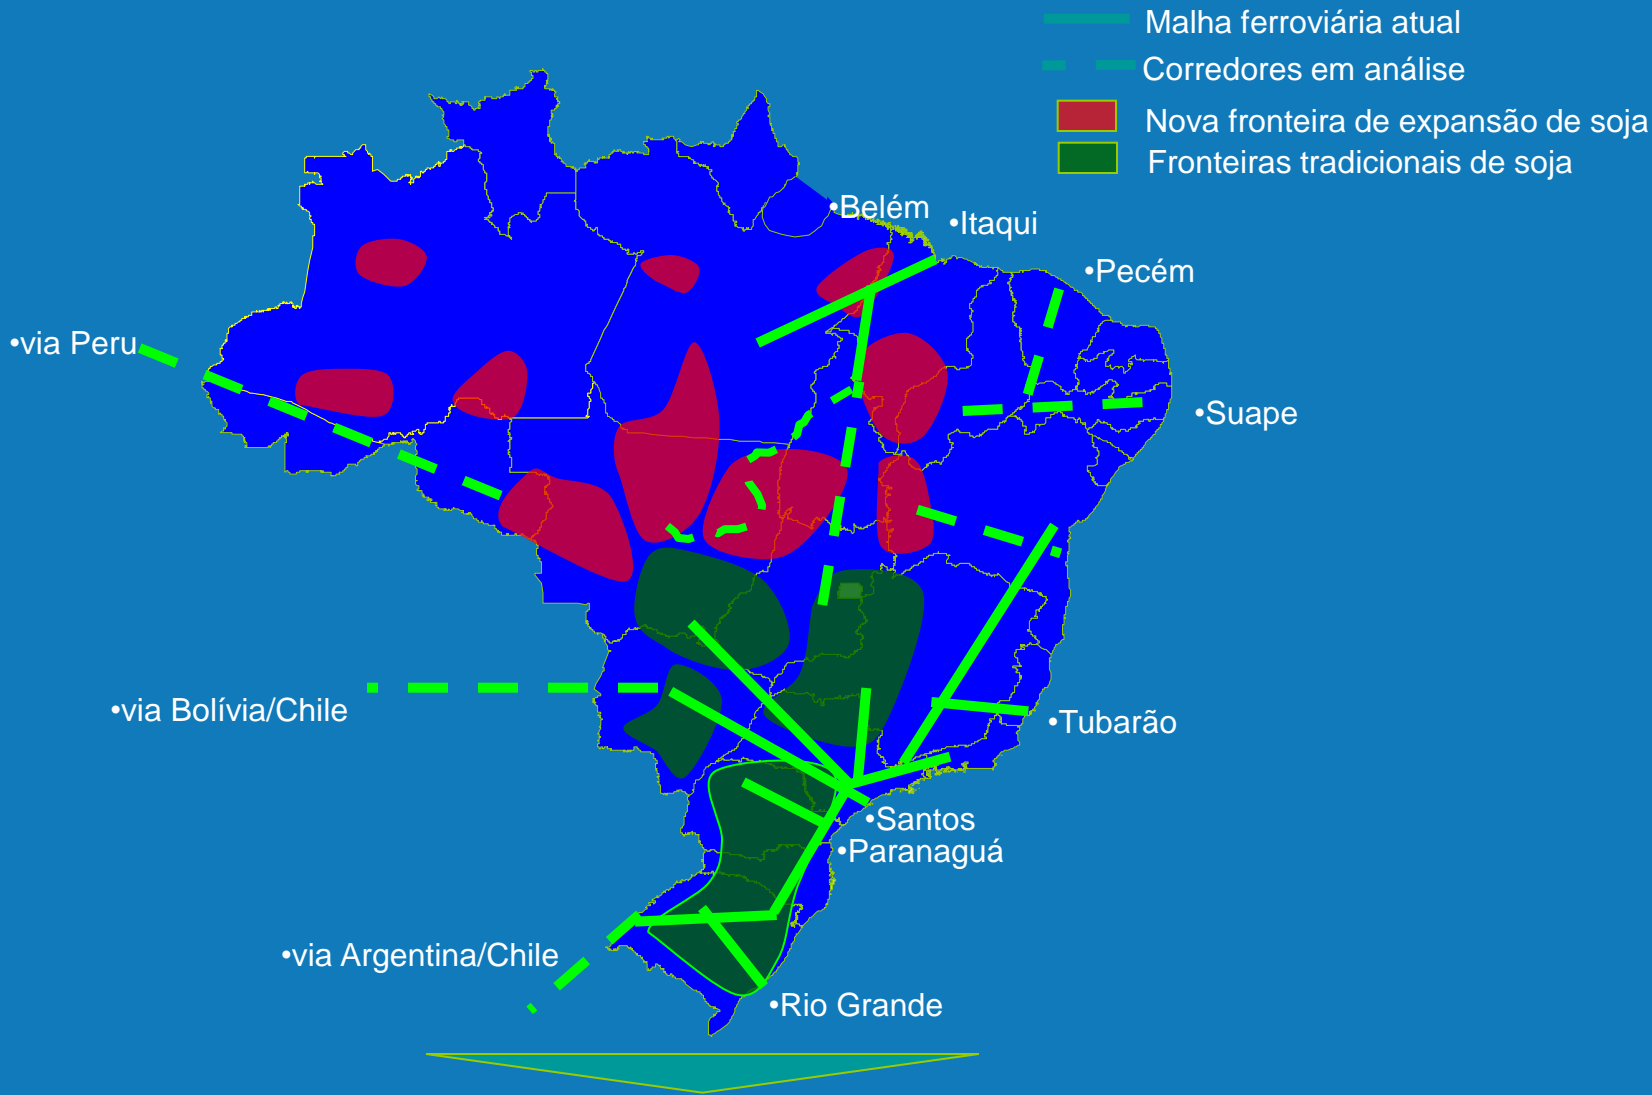 Malha ferroviária atual
Corredores em análise
Nova fronteira de expansão de soja
Fronteiras tradicionais de soja
•Belém
•Itaqui
•Pecém
•via Peru
•Suape
•via Bolívia/Chile
•Tubarão
•Santos
•Paranaguá
•via Argentina/Chile
•Rio Grande